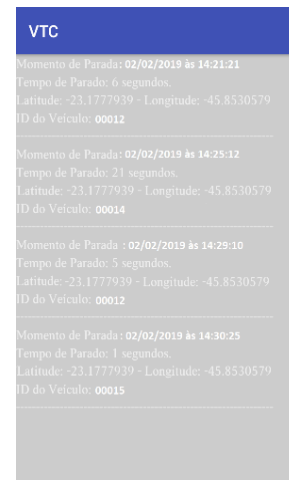 VTC
Momento de Parada: 02/02/2019 às 14:21:21
Tempo de Parado: 6 segundos.
Latitude: -23.1777939 - Longitude: -45.8530579
ID do Veículo: 00012
Momento de Parada: 02/02/2019 às 14:25:12
Tempo de Parado: 21 segundos.
Latitude: -23.1777939 - Longitude: -45.8530579
ID do Veículo: 00014
Momento de Parada : 02/02/2019 às 14:29:10
Tempo de Parado: 5 segundos.
Latitude: -23.1777939 - Longitude: -45.8530579
ID do Veículo: 00012
Momento de Parada: 02/02/2019 às 14:30:25
Tempo de Parado: 1 segundos.
Latitude: -23.1777939 - Longitude: -45.8530579
ID do Veículo: 00015